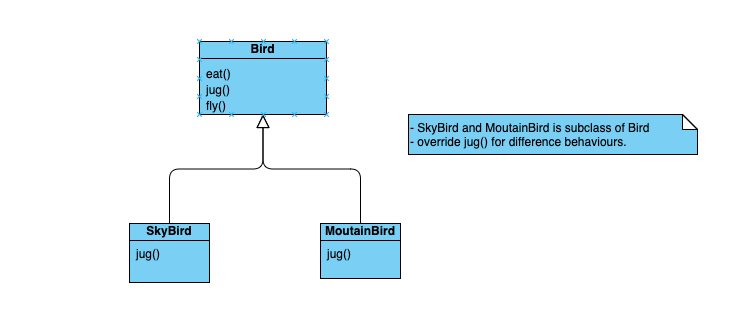 Bird
eat()
jug()
fly()
- SkyBird and MoutainBird is subclass of Bird
- override jug() for difference behaviours.
SkyBird
jug()
MoutainBird
jug()